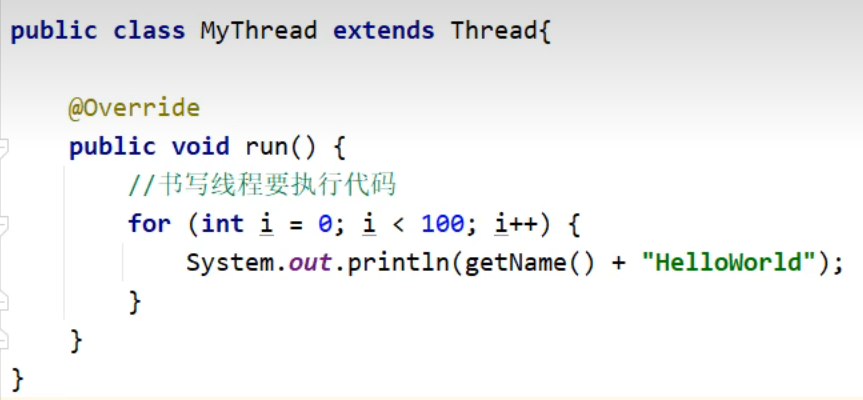 public class MyThread extends Thread{
@Override
public void run() {
//书写线程要执行代码
for (int i = 0; i < 100; i++) {
System.out.println(getName() + "HelloWorld");
}
}
}